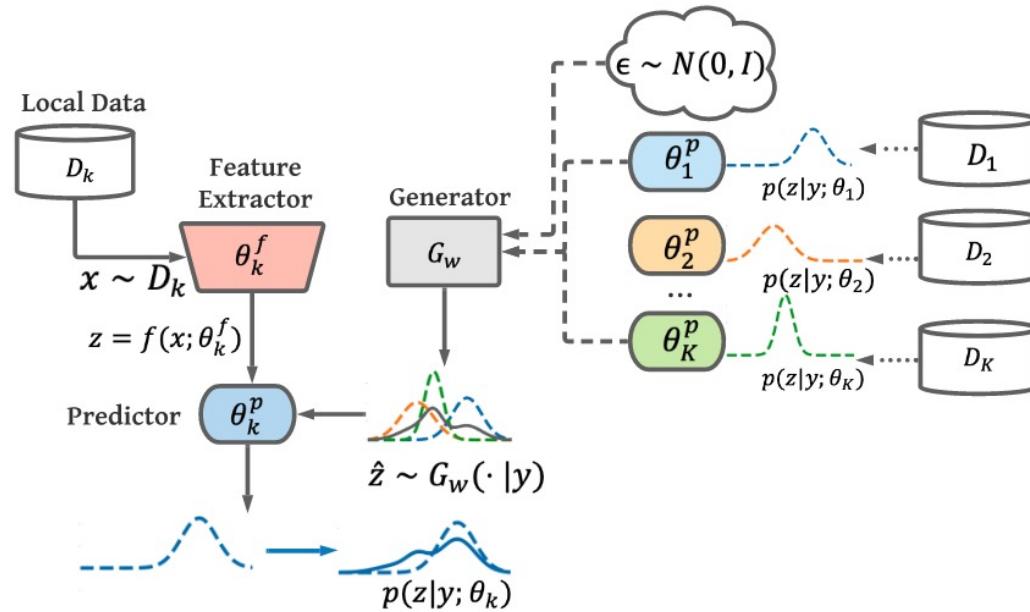 Local Data
D_k
x ~ D_k
Feature
Extractor
θ_k^f
z = f(x; θ_k^f)
Predictor
θ_k^p
Generator
G_w
ẑ ~ G_w(· |y)
p(z|y; θ_k)
ϵ ~ N(0, I)
θ_1^p
p(z|y; θ_1)
D_1
θ_2^p
p(z|y; θ_2)
D_2
...
θ_K^p
p(z|y; θ_K)
D_K